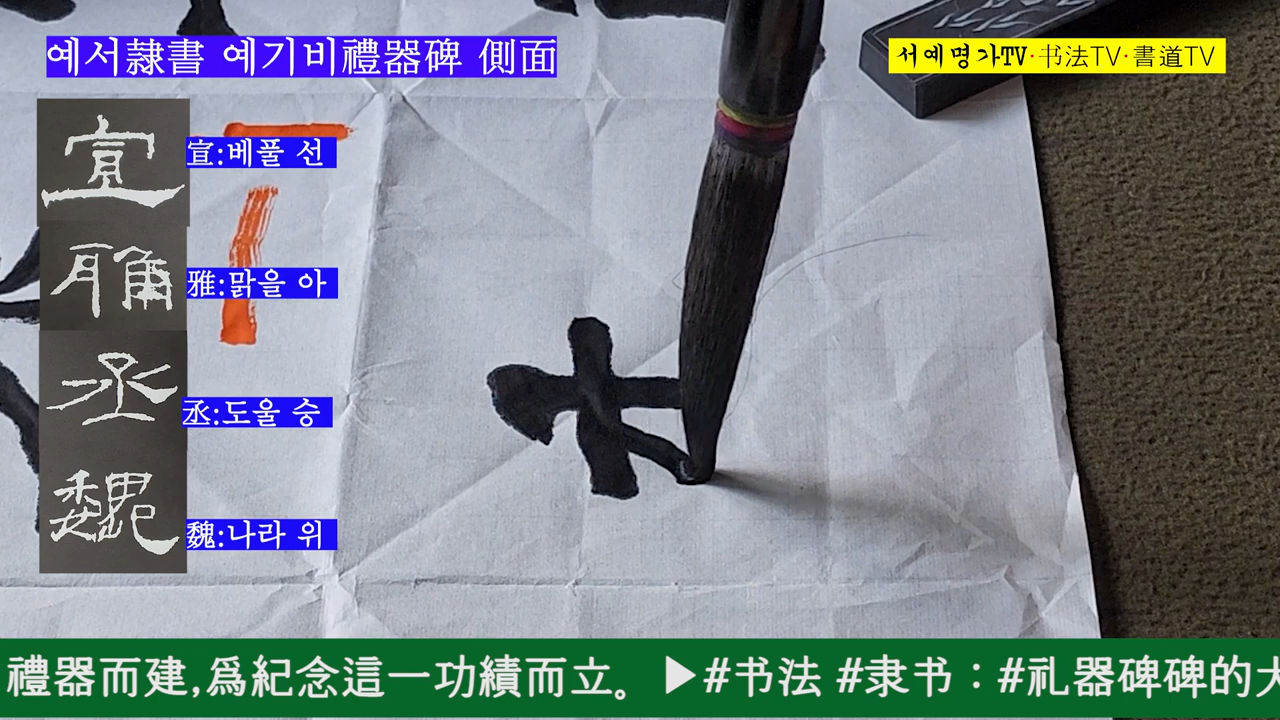 예서隷書 예기비禮器碑 側面
서예명가TV·书法TV·書道TV
宣
宣:베풀 선
雅
雅:맑을 아
丞
丞:도울 승
魏
魏:나라 위
禮器而建,爲紀念這一功績而立。 ▶#书法 #隶书:#礼器碑碑的